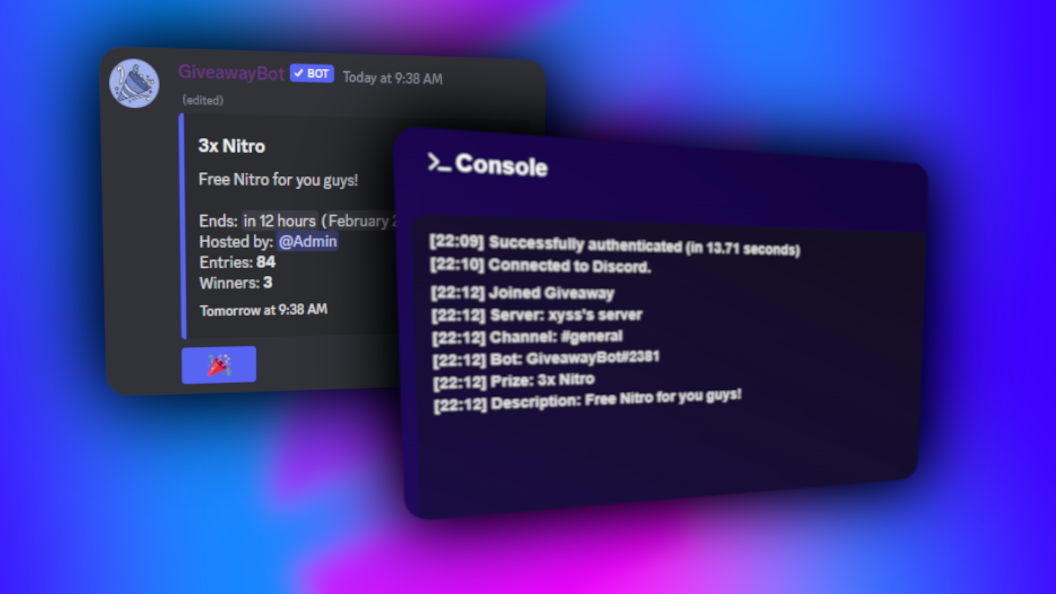 GiveawayBot ✓ BOT Today at 9:38 AM
(edited)
3x Nitro
Free Nitro for you guys!
Ends: in 12 hours (February
Hosted by: @Admin
Entries: 84
Winners: 3
Tomorrow at 9:38 AM
>_ Console
[22:09] Successfully authenticated (in 13.71 seconds)
[22:10] Connected to Discord.
[22:12] Joined Giveaway
[22:12] Server: xyss's server
[22:12] Channel: #general
[22:12] Bot: GiveawayBot#2381
[22:12] Prize: 3x Nitro
[22:12] Description: Free Nitro for you guys!